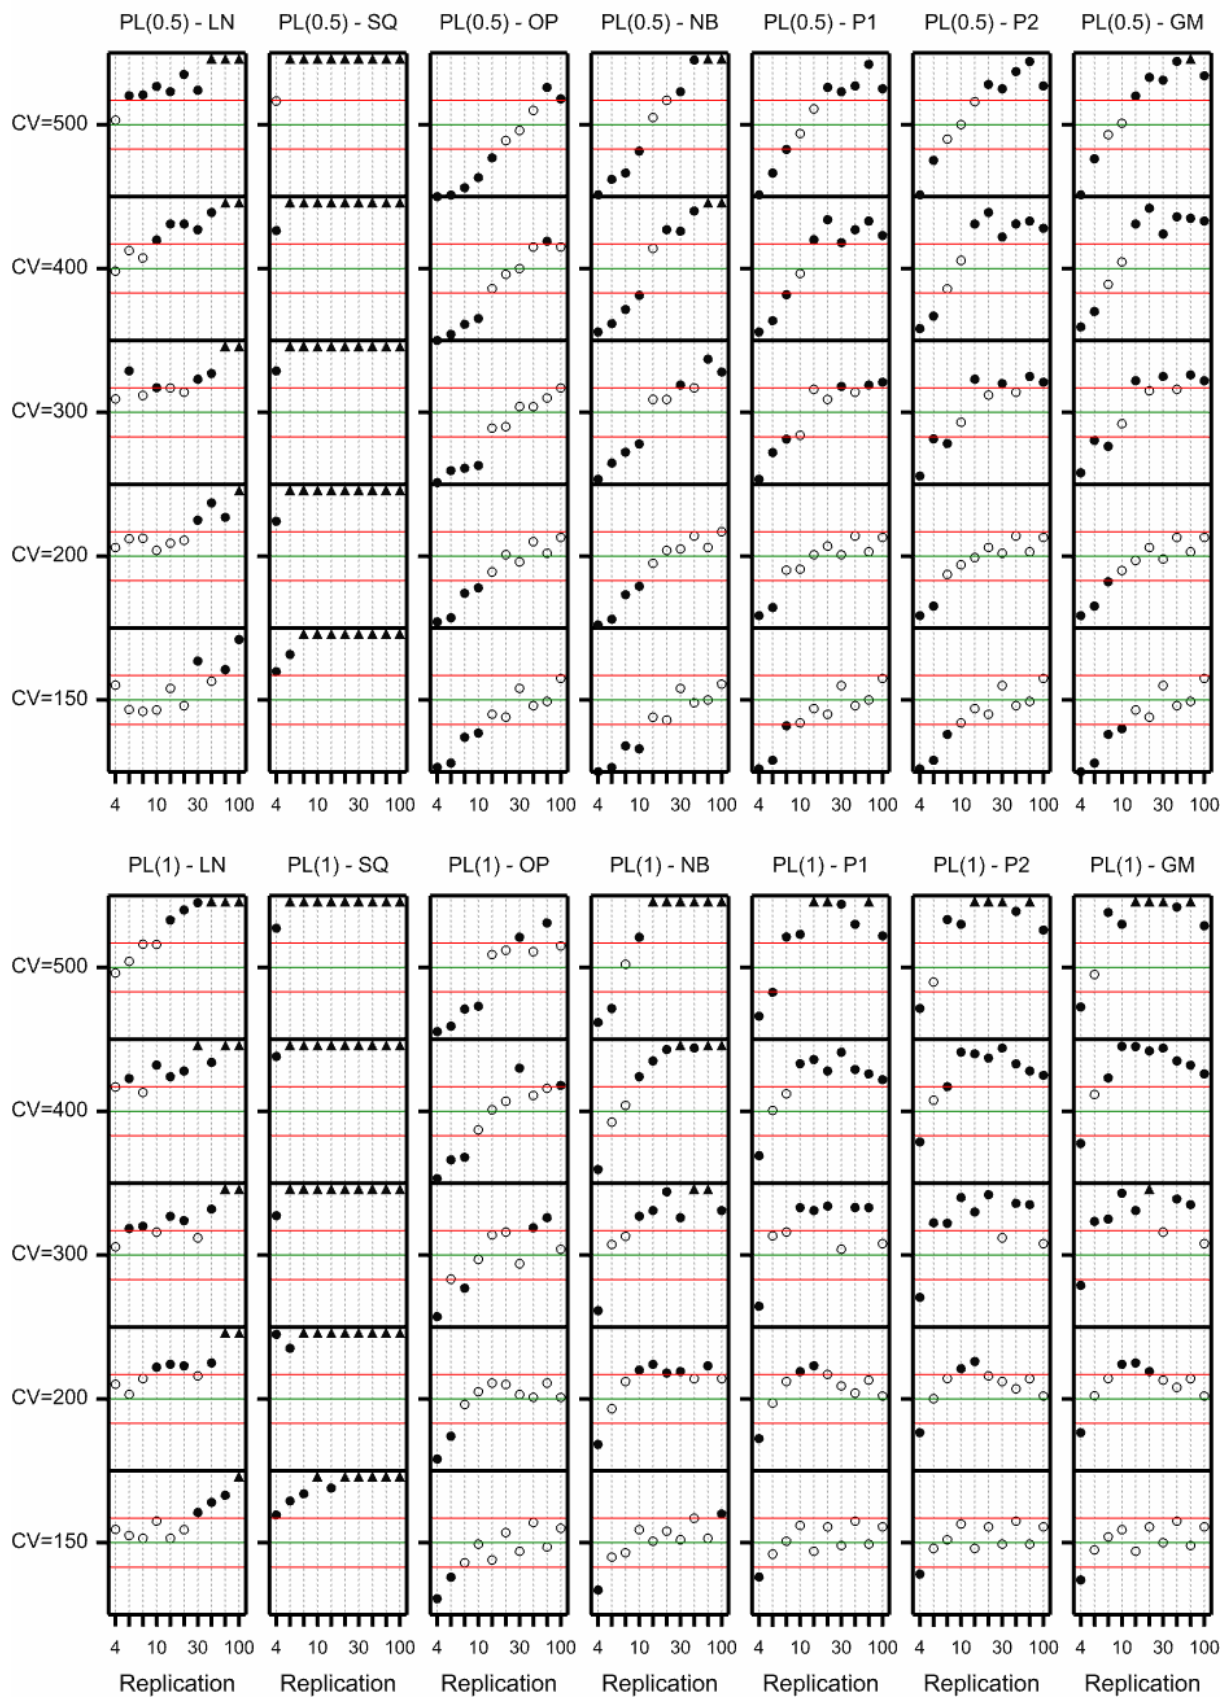 PL(0.5) - LN PL(0.5) - SQ PL(0.5) - OP PL(0.5) - NB PL(0.5) - P1 PL(0.5) - P2 PL(0.5) - GM
CV=500
CV=400
CV=300
CV=200
CV=150
4 10 30 100 4 10 30 100 4 10 30 100 4 10 30 100 4 10 30 100 4 10 30 100 4 10 30 100
PL(1) - LN PL(1) - SQ PL(1) - OP PL(1) - NB PL(1) - P1 PL(1) - P2 PL(1) - GM
CV=500
CV=400
CV=300
CV=200
CV=150
4 10 30 100 4 10 30 100 4 10 30 100 4 10 30 100 4 10 30 100 4 10 30 100 4 10 30 100
Replication Replication Replication Replication Replication Replication Replication